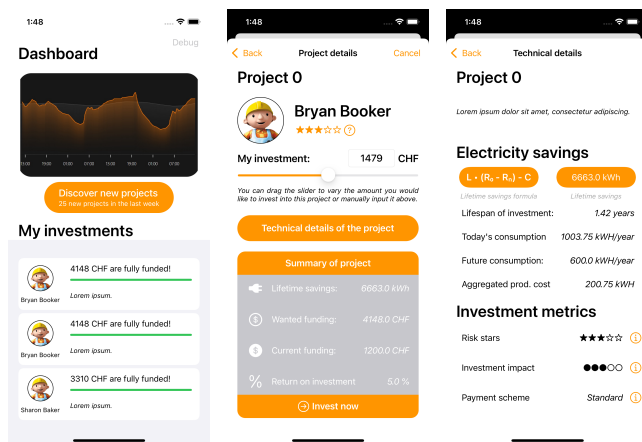 1:48
Debug
Dashboard
Discover new projects
25 new projects in the last week
My investments
4148 CHF are fully funded!
Bryan Booker
Lorem ipsum.
4148 CHF are fully funded!
Bryan Booker
Lorem ipsum.
3310 CHF are fully funded!
Sharon Baker
Lorem ipsum.
1:48
Back
Project details
Cancel
Project 0
Bryan Booker
?
My investment:
1479
CHF
You can drag the slider to vary the amount you would
like to invest into this project or manually input it above.
Technical details of the project
Summary of project
Lifetime savings:
6663.0 kWh
$
Wanted funding:
4148.0 CHF
$
Current funding:
1200.0 CHF
%
Return on investment
5.0 %
Invest now
1:48
Back
Technical details
Project 0
Lorem ipsum dolor sit amet, consectetur adipiscing.
Electricity savings
L • (R₀ - Rₙ) - C
6663.0 kWh
Lifetime savings formula
Lifetime savings
Lifespan of investment:
1.42 years
Today's consumption
1003.75 kWH/year
Future consumption:
600.0 kWH/year
Aggregated prod. cost
200.75 kWH
Investment metrics
Risk stars
Investment impact
Payment scheme
Standard